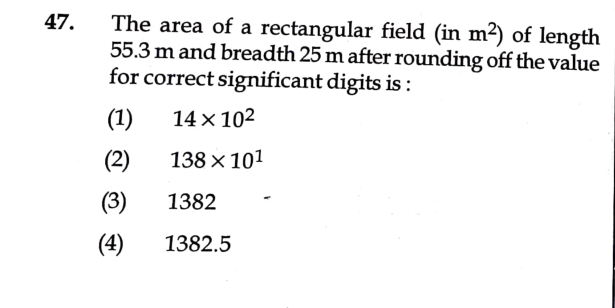 47. The area of a rectangular field (in m²) of length
55.3 m and breadth 25 m after rounding off the value
for correct significant digits is :
(1) 14 × 10²
(2) 138 × 10¹
(3) 1382
(4) 1382.5